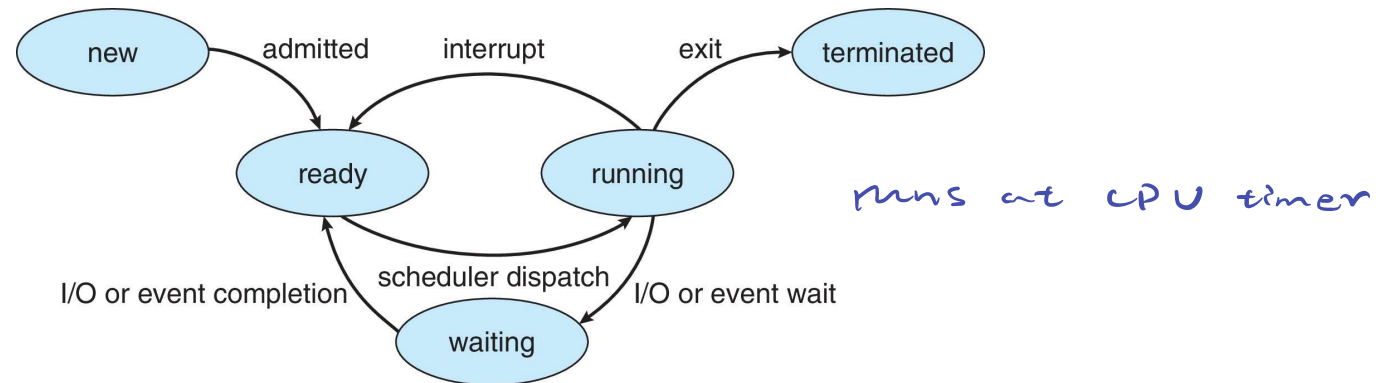 new
admitted
interrupt
exit
terminated
ready
running
runs at CPU timer
scheduler dispatch
I/O or event completion
I/O or event wait
waiting